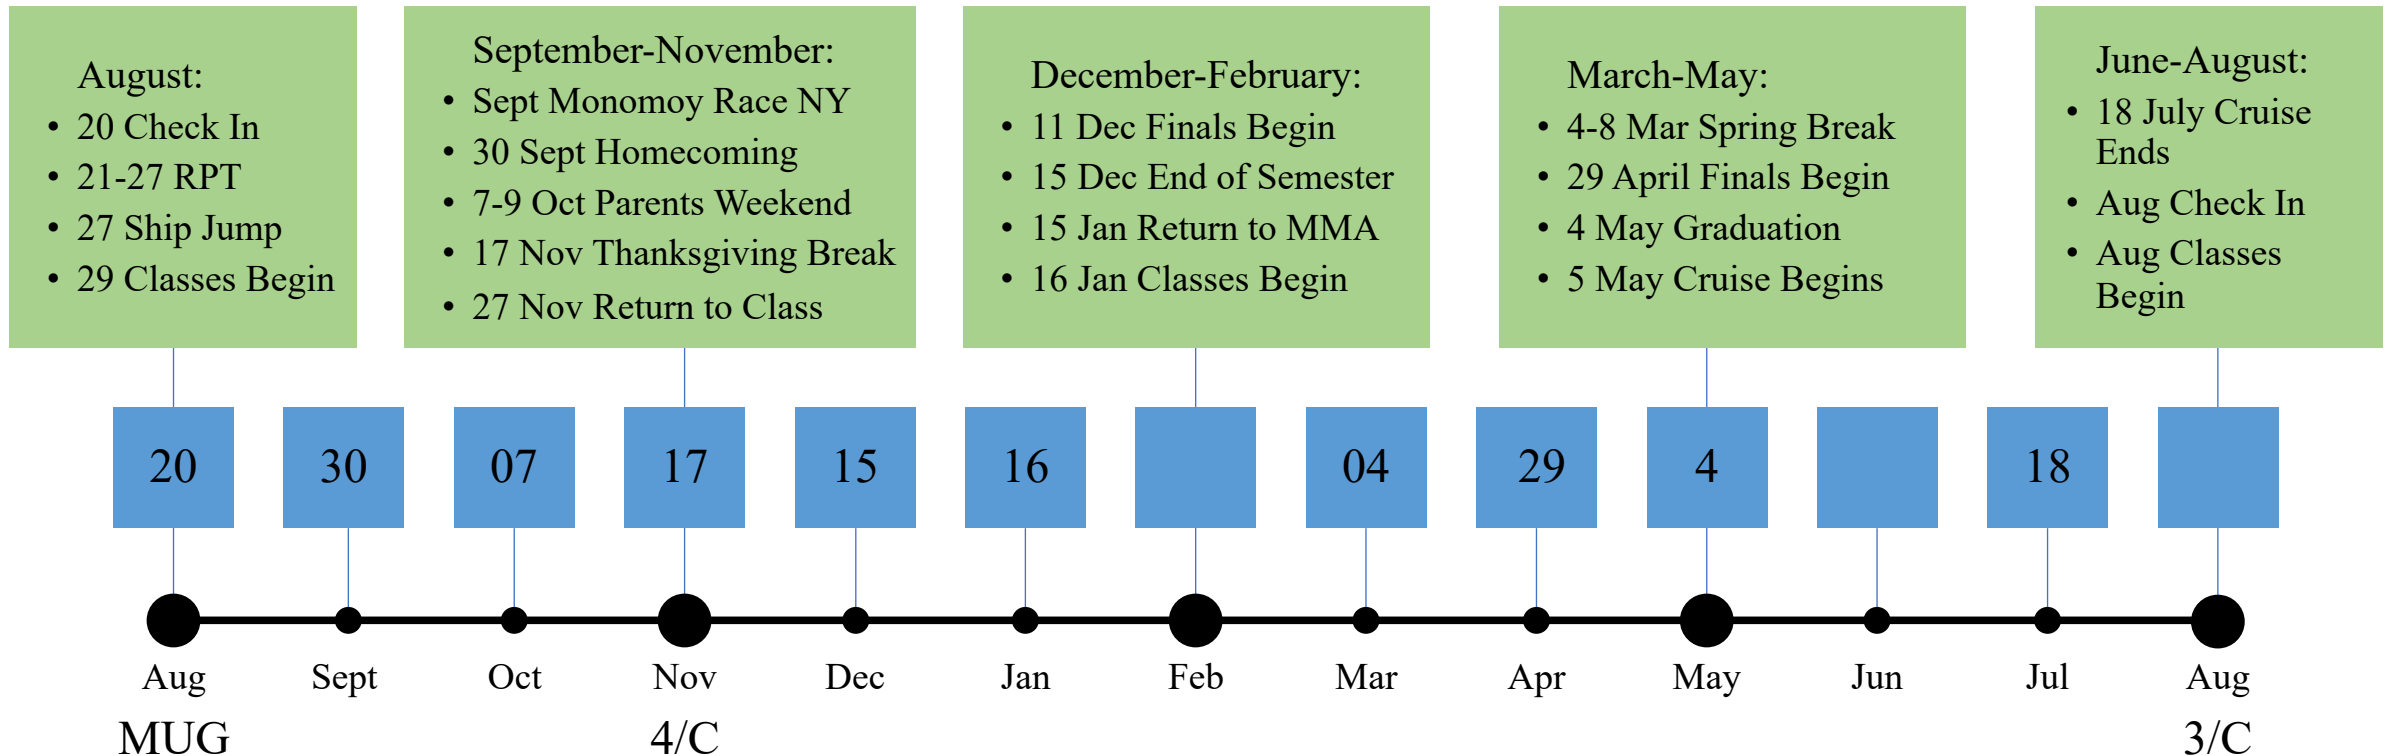 August:
• 20 Check In
• 21-27 RPT
• 27 Ship Jump
• 29 Classes Begin
September-November:
• Sept Monomoy Race NY
• 30 Sept Homecoming
• 7-9 Oct Parents Weekend
• 17 Nov Thanksgiving Break
• 27 Nov Return to Class
December-February:
• 11 Dec Finals Begin
• 15 Dec End of Semester
• 15 Jan Return to MMA
• 16 Jan Classes Begin
March-May:
• 4-8 Mar Spring Break
• 29 April Finals Begin
• 4 May Graduation
• 5 May Cruise Begins
June-August:
• 18 July Cruise
Ends
• Aug Check In
• Aug Classes
Begin
20 30 07 17 15 16 04 29 4 18
Aug Sept Oct Nov Dec Jan Feb Mar Apr May Jun Jul Aug
MUG 4/C 3/C